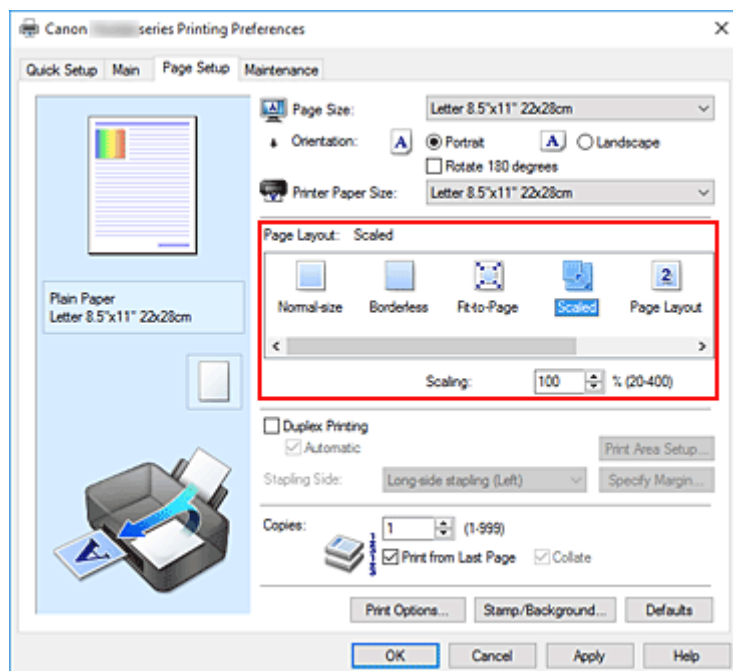 Canon series Printing Preferences
Quick Setup Main Page Setup Maintenance
Page Size: Letter 8.5"x11" 22x28cm
Orientation: A Portrait A Landscape
Rotate 180 degrees
Printer Paper Size: Letter 8.5"x11" 22x28cm
Page Layout: Scaled
Normal-size Borderless Fit-to-Page Scaled 2 Page Layout
Scaling: 100 % (20-400)
Plain Paper
Letter 8.5"x11" 22x28cm
Duplex Printing
Automatic Print Area Setup...
Stapling Side: Long-side stapling (Left) Specify Margin...
Copies: 1 (1-999)
Print from Last Page Collate
A
Print Options... Stamp/Background... Defaults
OK Cancel Apply Help